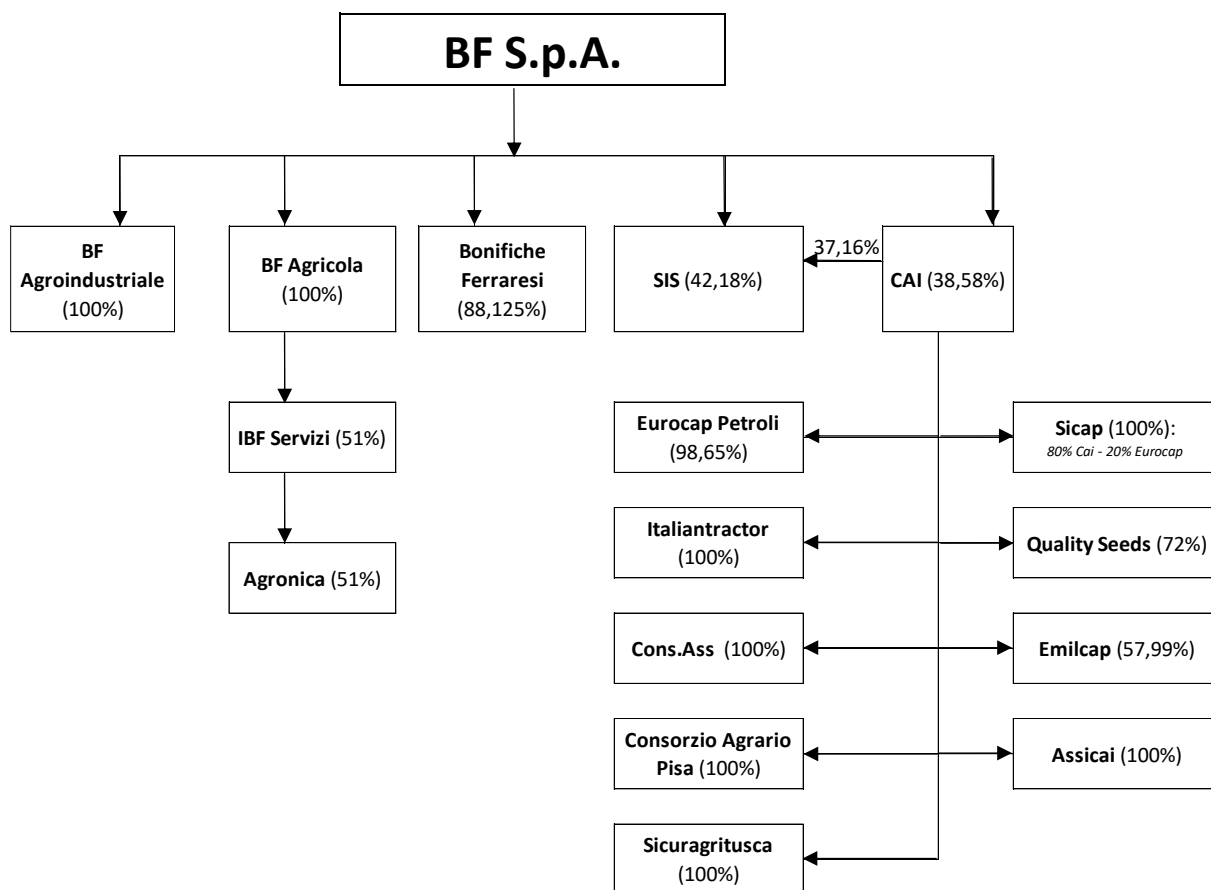 BF S.p.A.
BF
Agroindustriale
(100%)
BF Agricola
(100%)
Bonifiche
Ferraresi
(88,125%)
SIS (42,18%)
37,16%
CAI (38,58%)
IBF Servizi (51%)
Agronica (51%)
Eurocap Petroli
(98,65%)
Sicap (100%):
80% Cai - 20% Eurocap
Italiantractor
(100%)
Quality Seeds (72%)
Cons.Ass (100%)
Emilcap (57,99%)
Consorzio Agrario
Pisa (100%)
Assicai (100%)
Sicuragritusca
(100%)